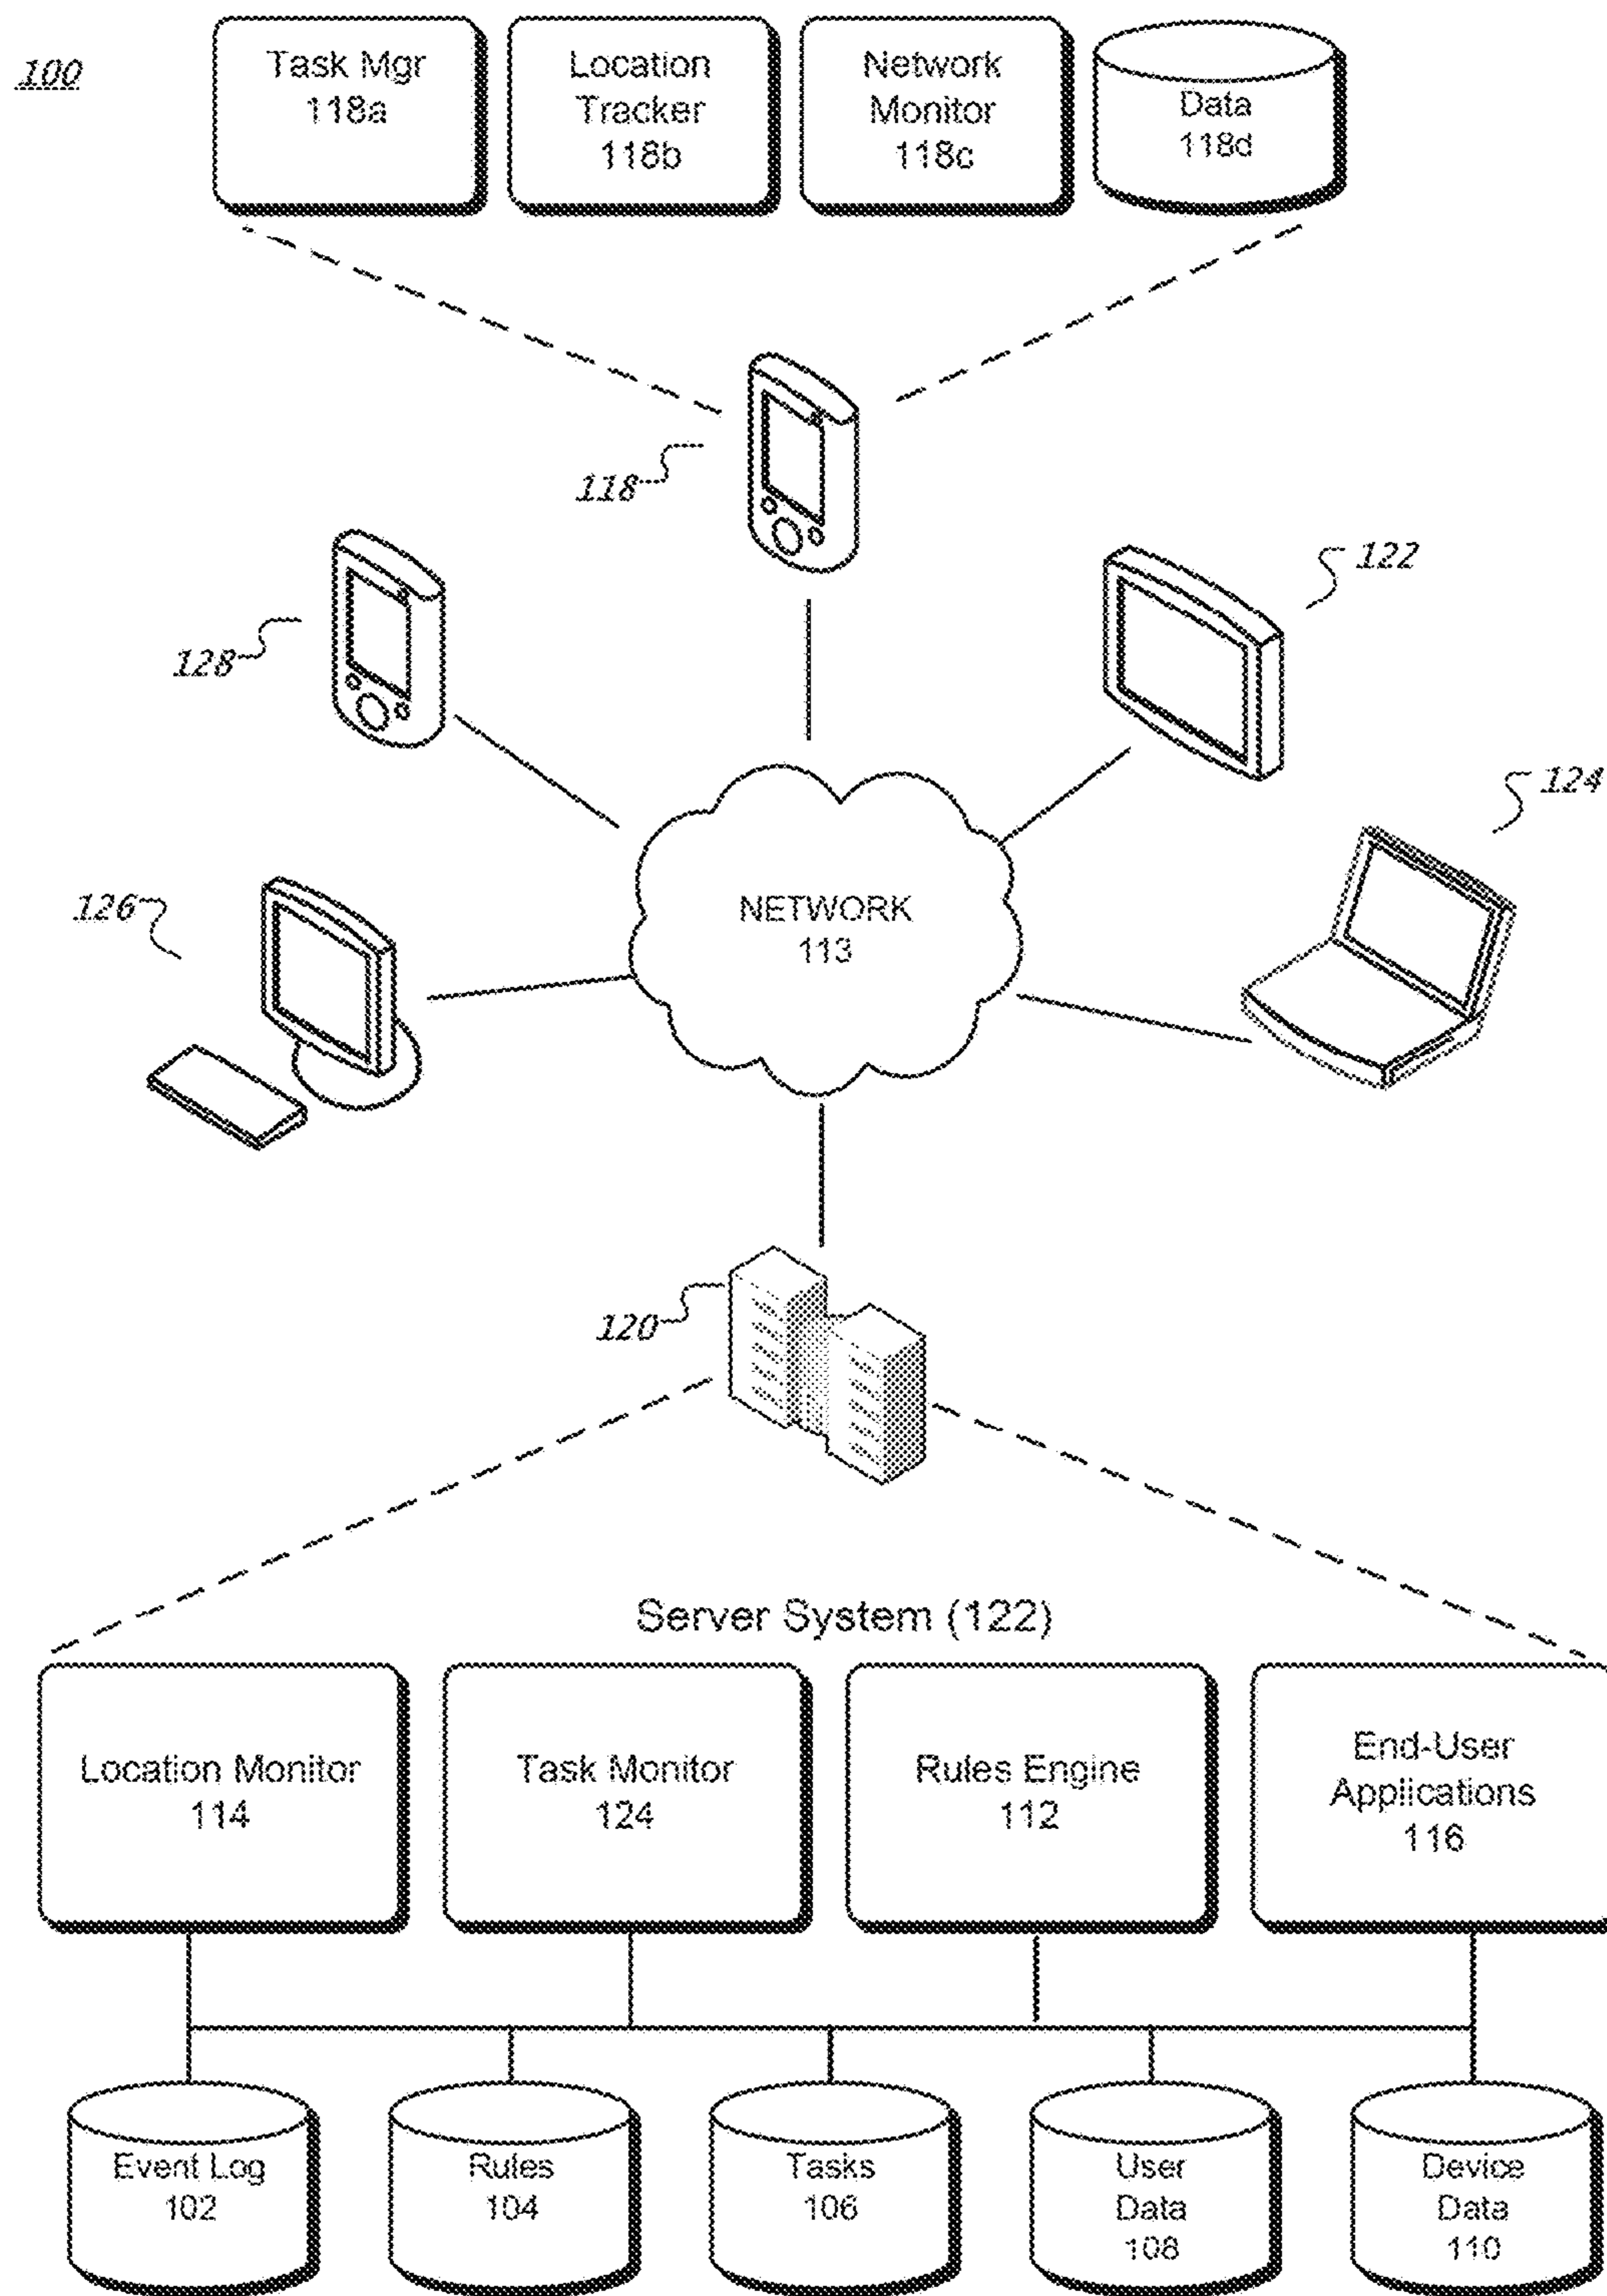 100
Task Mgr
118a
Location
Tracker
118b
Network
Monitor
118c
Data
118d
118
128
122
124
126
NETWORK
113
120
Server System (122)
Location Monitor
114
Task Monitor
124
Rules Engine
112
End-User
Applications
116
Event Log
102
Rules
104
Tasks
106
User
Data
108
Device
Data
110